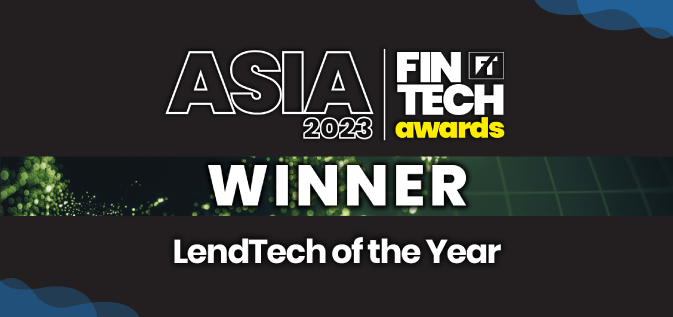 ASIA
2023
FIN
TECH
awards
FT
WINNER
LendTech of the Year